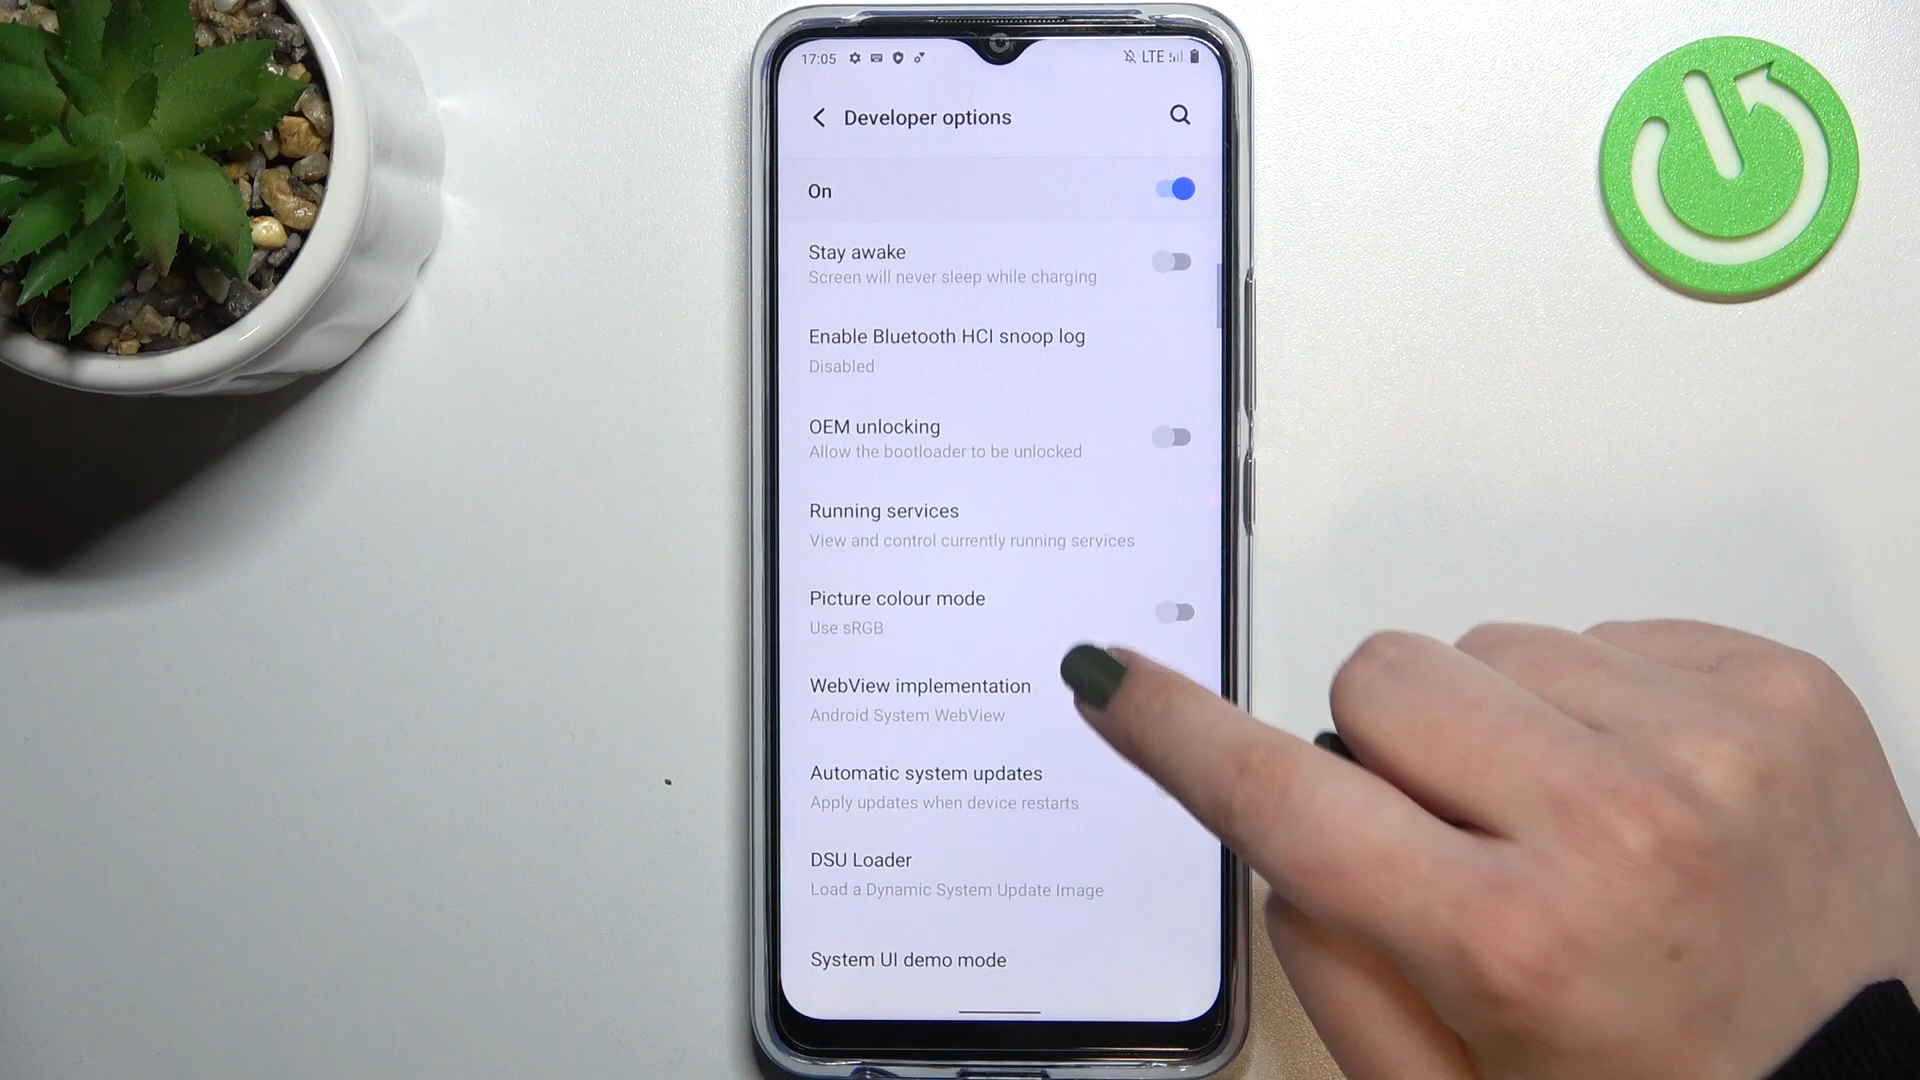 17:05 LTE
Developer options
On
Stay awake
Screen will never sleep while charging
Enable Bluetooth HCI snoop log
Disabled
OEM unlocking
Allow the bootloader to be unlocked
Running services
View and control currently running services
Picture colour mode
Use sRGB
WebView implementation
Android System WebView
Automatic system updates
Apply updates when device restarts
DSU Loader
Load a Dynamic System Update Image
System UI demo mode